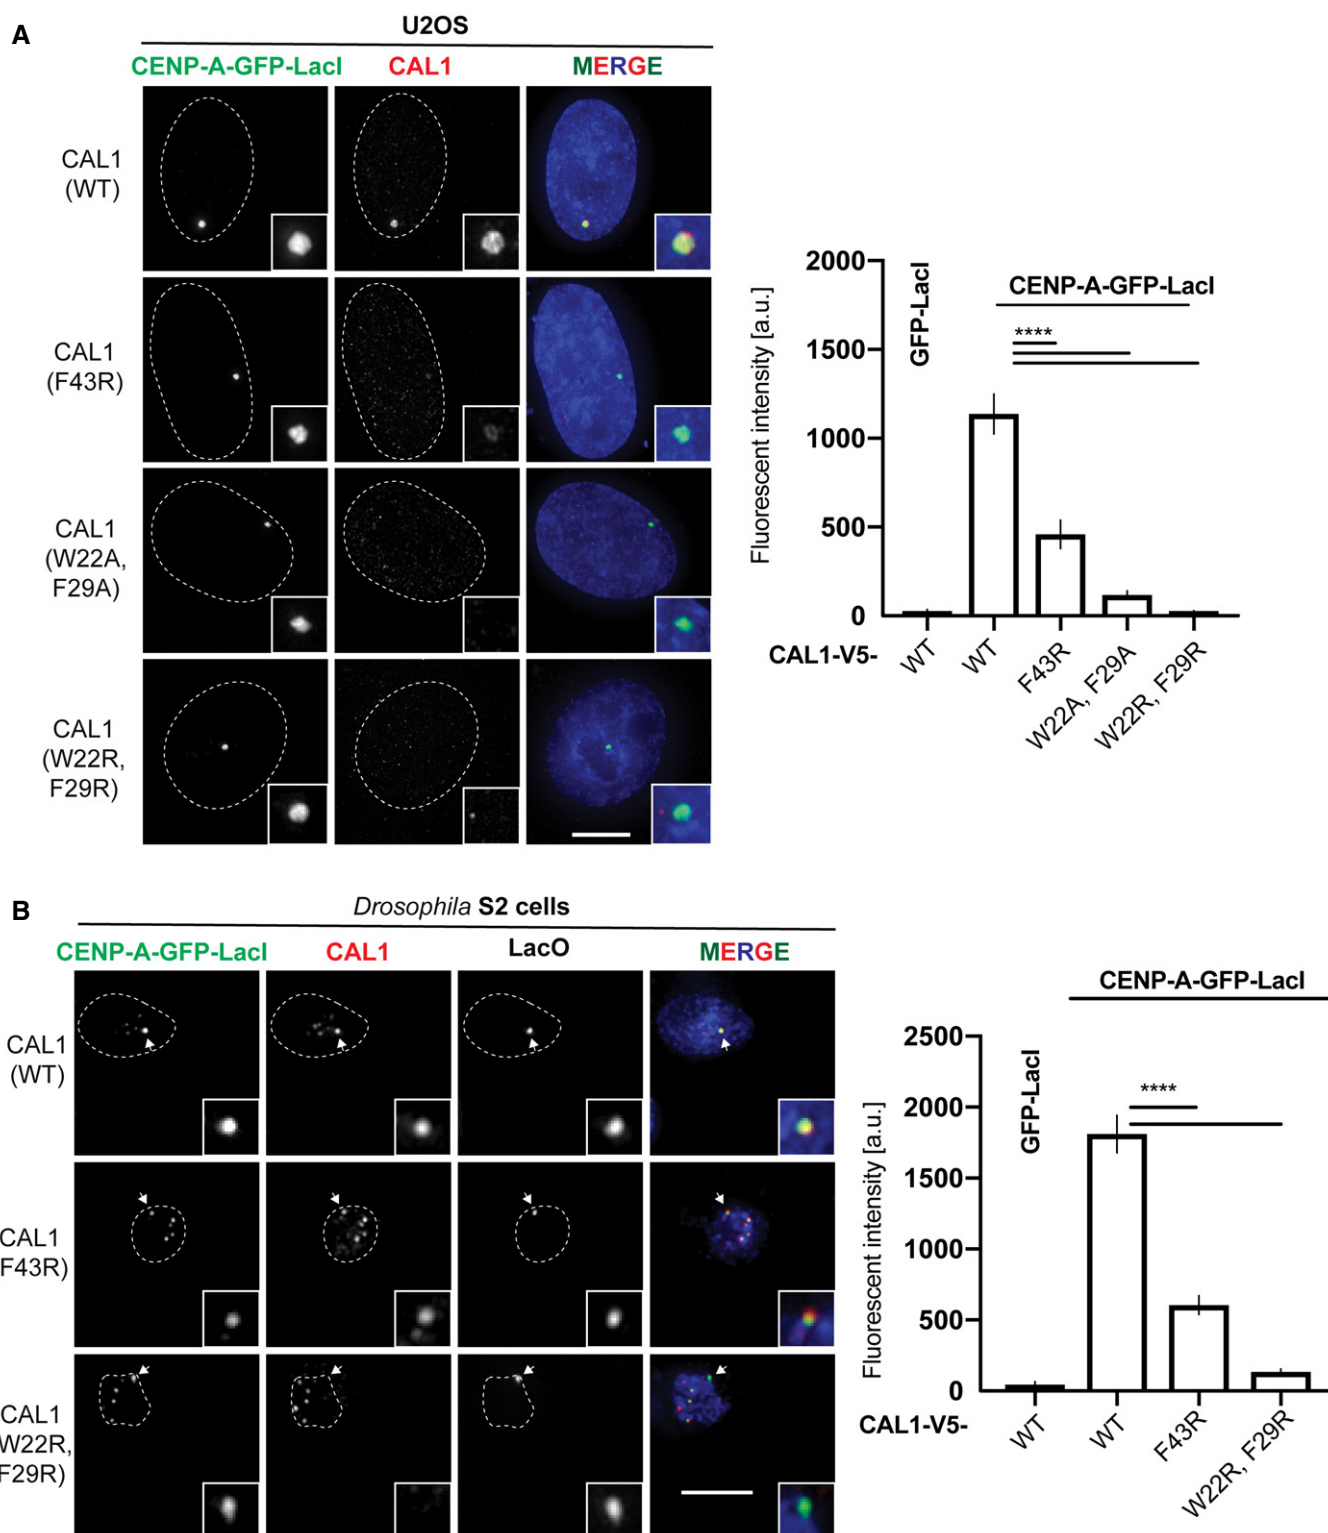 A
U2OS
CENP-A-GFP-LacI CAL1 MERGE
CAL1
(WT)
CAL1
(F43R)
CAL1
(W22A,
F29A)
CAL1
(W22R,
F29R)
2000
1500
1000
500
0
Fluorescent intensity [a.u.]
GFP-LacI
CENP-A-GFP-LacI
****
CAL1-V5-
WT
WT
F43R
W22A, F29A
W22R, F29R
B
Drosophila S2 cells
CENP-A-GFP-LacI CAL1 LacO MERGE
CAL1
(WT)
CAL1
F43R)
CAL1
W22R,
F29R)
CENP-A-GFP-LacI
2500
2000
1500
1000
500
0
Fluorescent intensity [a.u.]
GFP-LacI
****
CAL1-V5-
WT
WT
F43R
W22R, F29R